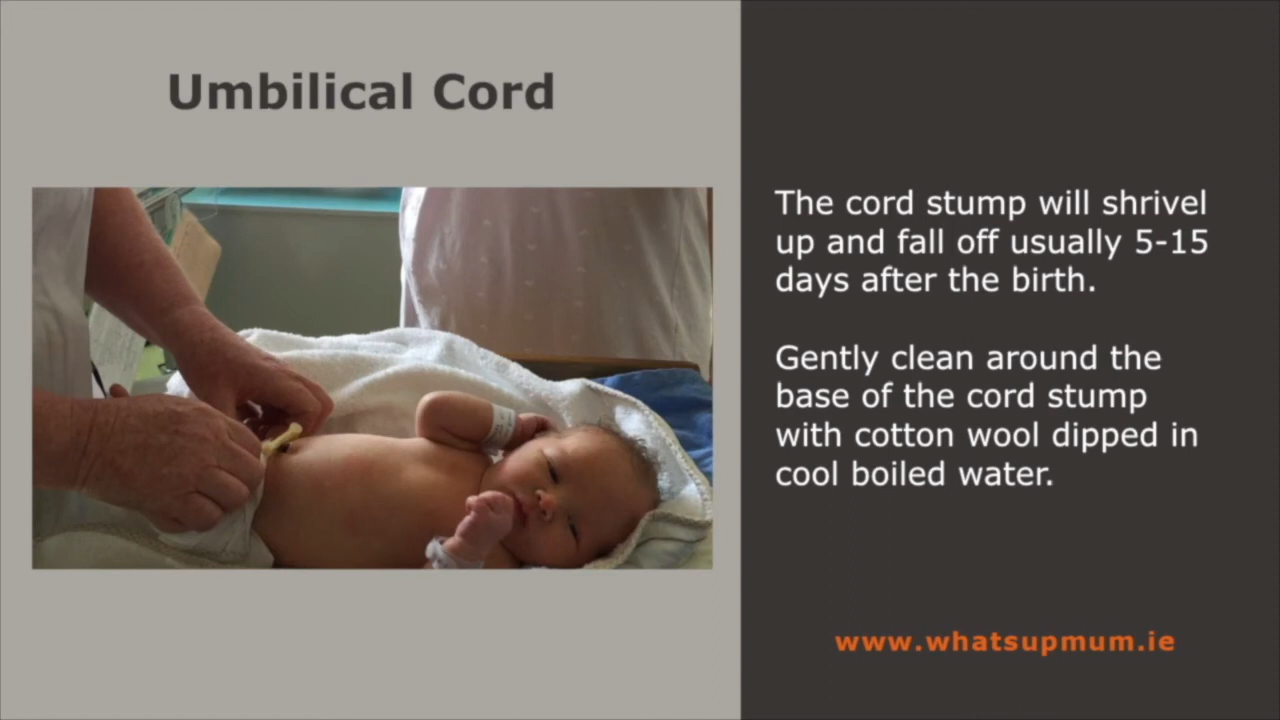 Umbilical Cord
The cord stump will shrivel
up and fall off usually 5-15
days after the birth.
Gently clean around the
base of the cord stump
with cotton wool dipped in
cool boiled water.
www.whatsupmum.ie